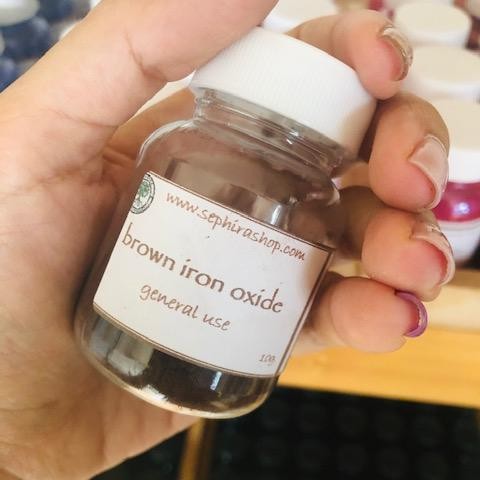 www.sephirashop.com
brown iron oxide
general use
10g